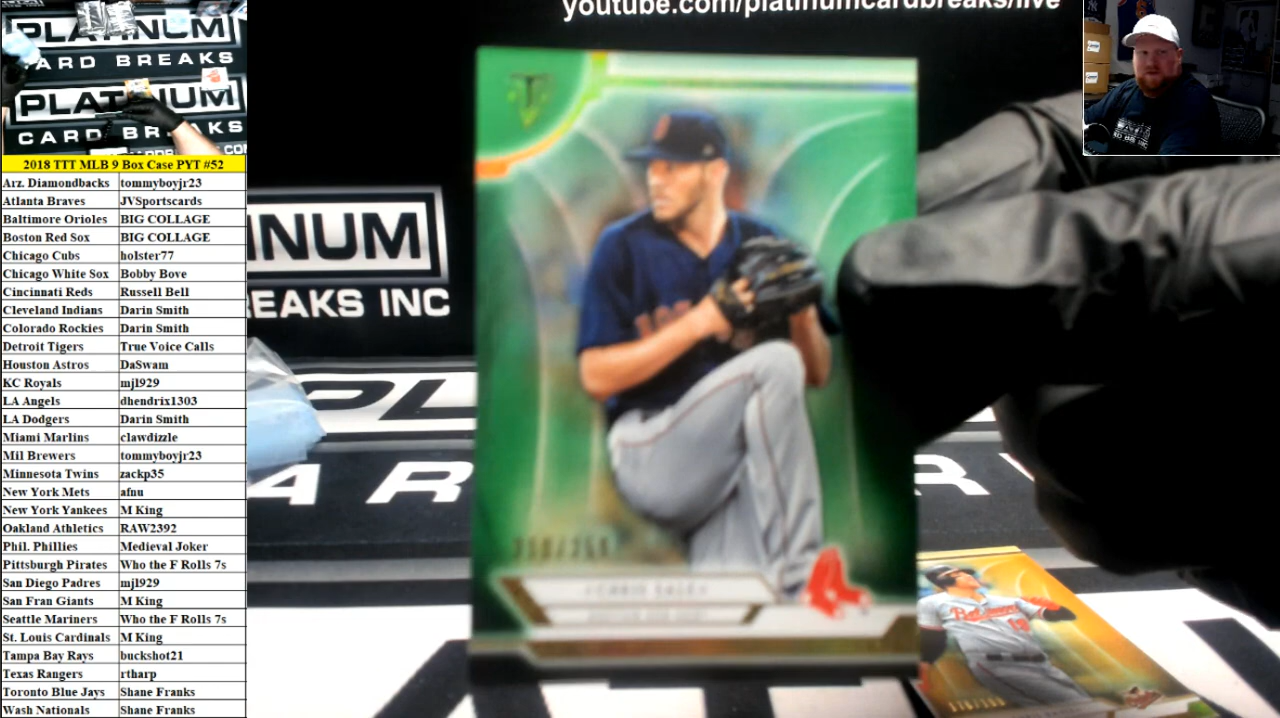 youtube.com/platinumcardbreaks/live
PLATINUM
CARD BREAKS
PLATINUM
CARD BREAKS
2018 TTT MLB 9 Box Case PYT #52
Arz. Diamondbacks tommyboyjr23
Atlanta Braves JVSportscards
Baltimore Orioles BIG COLLAGE
Boston Red Sox BIG COLLAGE
Chicago Cubs holster77
Chicago White Sox Bobby Bove
Cincinnati Reds Russell Bell
Cleveland Indians Darin Smith
Colorado Rockies Darin Smith
Detroit Tigers True Voice Calls
Houston Astros DaSwam
KC Royals mjl929
LA Angels dhendrix1303
LA Dodgers Darin Smith
Miami Marlins clawdizzle
Mil Brewers tommyboyjr23
Minnesota Twins zackp35
New York Mets afnu
New York Yankees M King
Oakland Athletics RAW2392
Phil. Phillies Medieval Joker
Pittsburgh Pirates Who the F Rolls 7s
San Diego Padres mjl929
San Fran Giants M King
Seattle Mariners Who the F Rolls 7s
St. Louis Cardinals M King
Tampa Bay Rays buckshot21
Texas Rangers rtharp
Toronto Blue Jays Shane Franks
Wash Nationals Shane Franks
INUM
EAKS INC
PL
ARD
CHRIS SALE